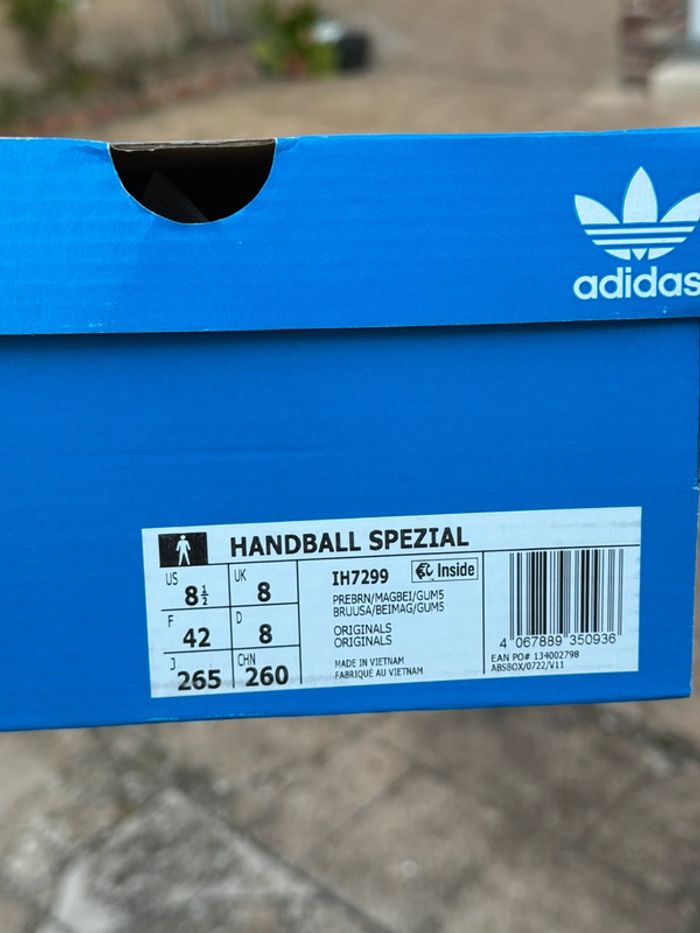 adidas
HANDBALL SPEZIAL
US 8½
UK 8
F 42
D 8
J 265
CHN 260
IH7299
Inside
PREBRN/MAGBEI/GUM5
BRUUSA/BEIMAG/GUM5
ORIGINALS
ORIGINALS
MADE IN VIETNAM
FABRIQUÉ AU VIETNAM
4 067889 350936
EAN PO# 134002798
ABSBOX/0722/V11